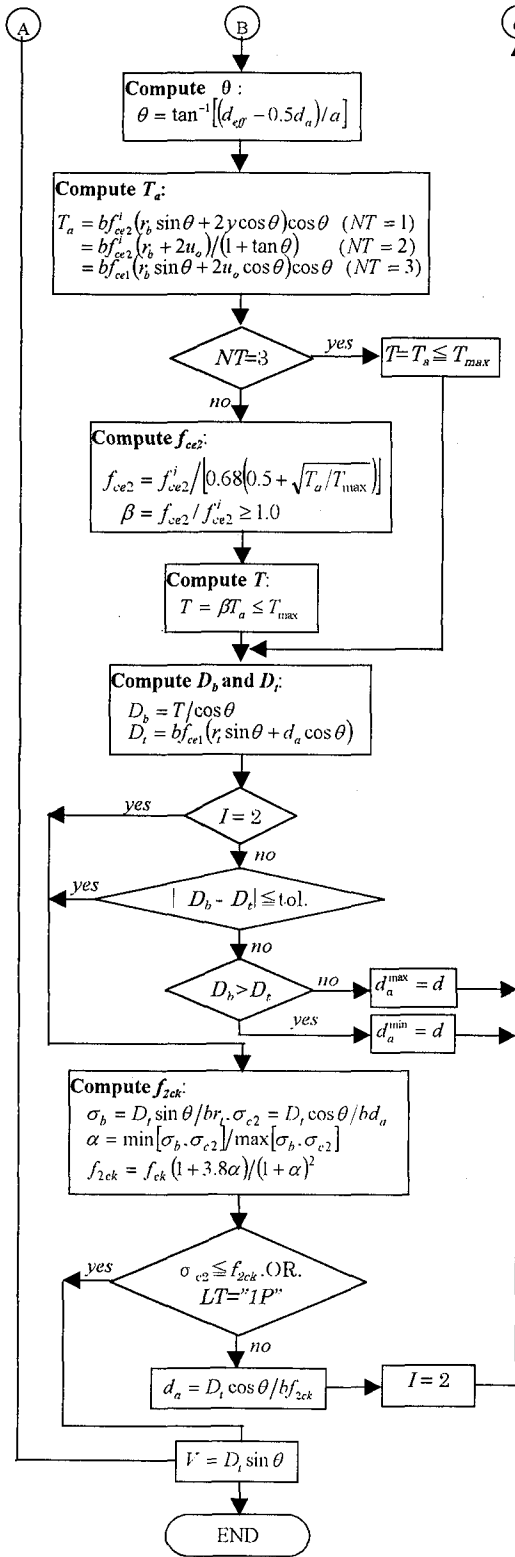 A
B
Compute θ :
θ = tan⁻¹[(d_eff − 0.5d_a)/a]
Compute T_a:
T_a = bf^i_ce2(r_b sinθ + 2y cosθ)cosθ (NT = 1)
= bf^i_ce2(r_b + 2u_o)/(1 + tanθ) (NT = 2)
= bf_ce1(r_b sinθ + 2u_o cosθ)cosθ (NT = 3)
NT=3
yes
T=T_a ≦ T_max
no
Compute f_ce2:
f_ce2 = f^i_ce2/[0.68(0.5 + √(T_a/T_max))]
β = f_ce2/f^i_ce2 ≥ 1.0
Compute T:
T = βT_a ≤ T_max
Compute D_b and D_t:
D_b = T/cosθ
D_t = bf_ce1(r_t sinθ + d_a cosθ)
yes
I = 2
no
yes
| D_b - D_t| ≦ tol.
no
D_b > D_t
no
d_a^max = d
yes
d_a^min = d
Compute f_2ck:
σ_b = D_t sinθ/br_t. σ_c2 = D_t cosθ/bd_a
α = min[σ_b. σ_c2]/max[σ_b. σ_c2]
f_2ck = f_ck (1 + 3.8α)/(1 + α)²
yes
σ_c2 ≦ f_2ck.OR.
LT="1P"
no
d_a = D_t cosθ/bf_2ck
I = 2
V = D_t sinθ
END